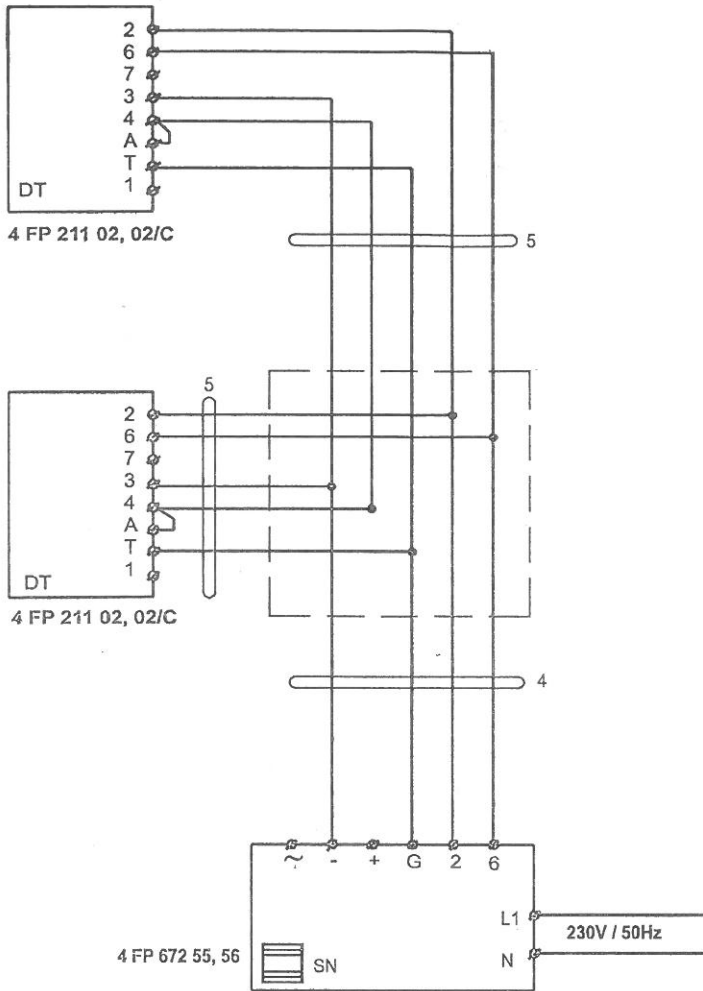 2
6
7
3
4
A
T
1
DT
4 FP 211 02, 02/C
5
5
2
6
7
3
4
A
T
1
DT
4 FP 211 02, 02/C
4
~ - + G 2 6
L1
230V / 50Hz
4 FP 672 55, 56
SN
N